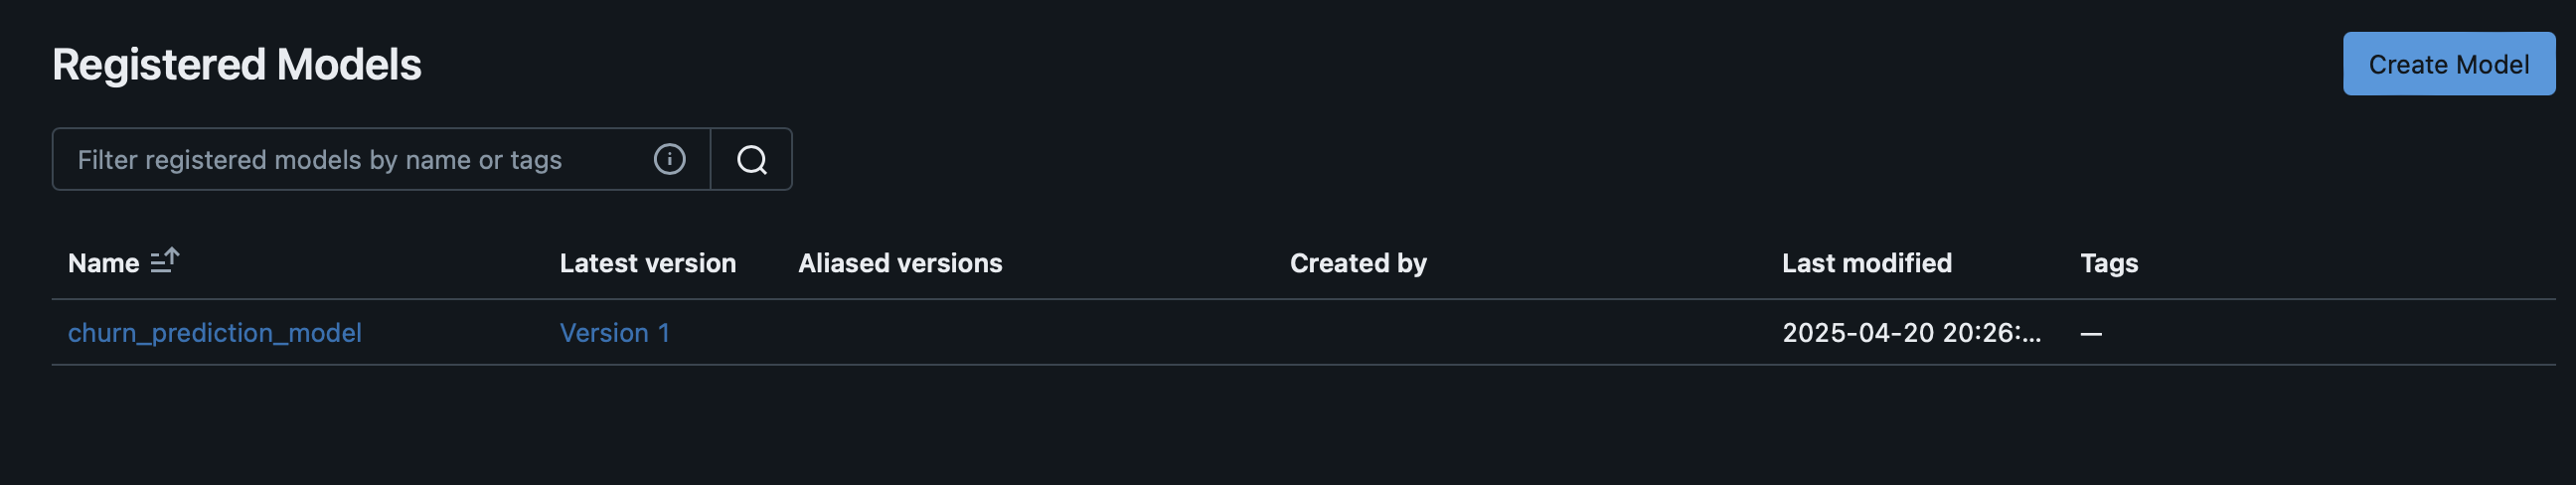 Registered Models
Create Model
Filter registered models by name or tags
Name Latest version Aliased versions Created by Last modified Tags
churn_prediction_model Version 1 2025-04-20 20:26:... —